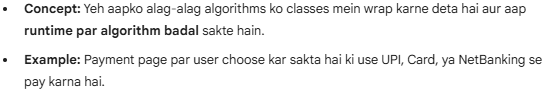 • Concept: Yeh aapko alag-alag algorithms ko classes mein wrap karne deta hai aur aap
runtime par algorithm badal sakte hain.
• Example: Payment page par user choose kar sakta hai ki use UPI, Card, ya NetBanking se
pay karna hai.